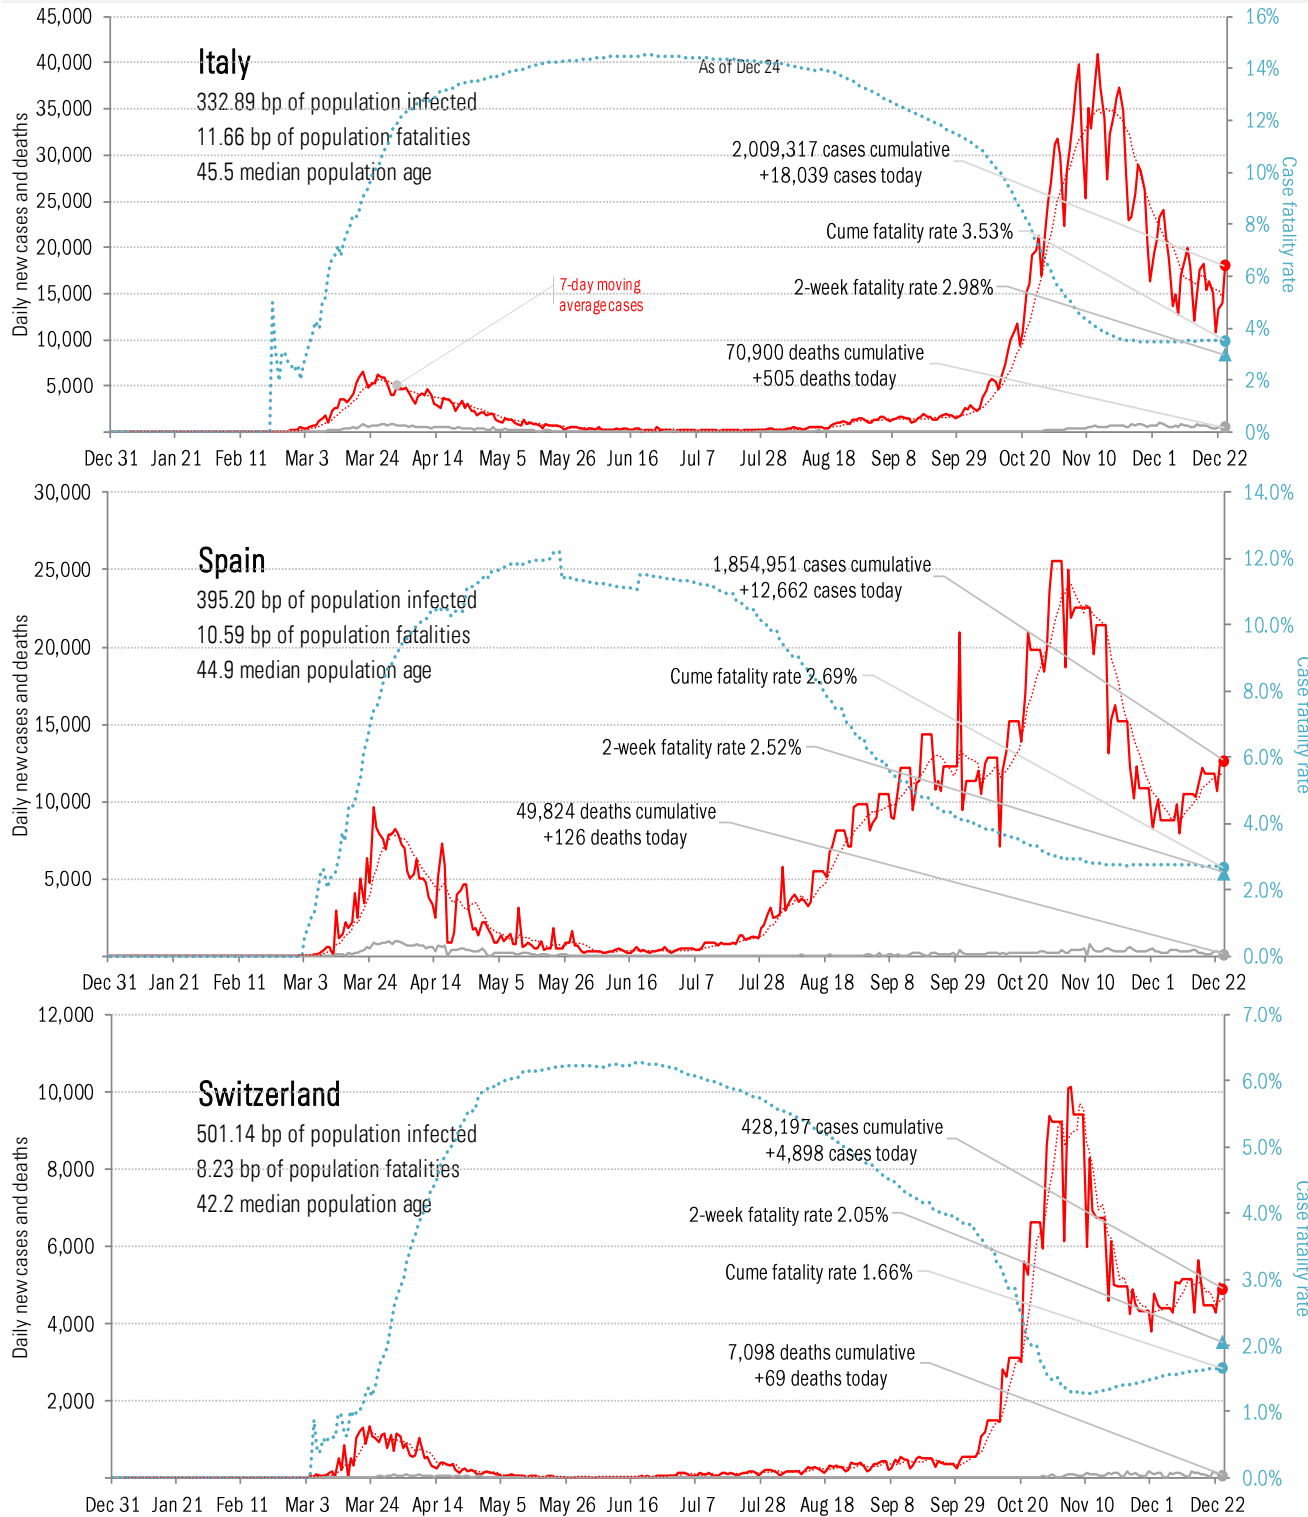 45,000
40,000
35,000
30,000
25,000
20,000
15,000
10,000
5,000
Daily new cases and deaths
16%
14%
12%
10%
8%
6%
4%
2%
0%
Case fatality rate
Italy
332.89 bp of population infected
11.66 bp of population fatalities
45.5 median population age
As of Dec 24
2,009,317 cases cumulative
+18,039 cases today
Cume fatality rate 3.53%
2-week fatality rate 2.98%
7-day moving
average cases
70,900 deaths cumulative
+505 deaths today
Dec 31 Jan 21 Feb 11 Mar 3 Mar 24 Apr 14 May 5 May 26 Jun 16 Jul 7 Jul 28 Aug 18 Sep 8 Sep 29 Oct 20 Nov 10 Dec 1 Dec 22
30,000
25,000
20,000
15,000
10,000
5,000
Daily new cases and deaths
14.0%
12.0%
10.0%
8.0%
6.0%
4.0%
2.0%
0.0%
Case fatality rate
Spain
395.20 bp of population infected
10.59 bp of population fatalities
44.9 median population age
1,854,951 cases cumulative
+12,662 cases today
Cume fatality rate 2.69%
2-week fatality rate 2.52%
49,824 deaths cumulative
+126 deaths today
Dec 31 Jan 21 Feb 11 Mar 3 Mar 24 Apr 14 May 5 May 26 Jun 16 Jul 7 Jul 28 Aug 18 Sep 8 Sep 29 Oct 20 Nov 10 Dec 1 Dec 22
12,000
10,000
8,000
6,000
4,000
2,000
Daily new cases and deaths
7.0%
6.0%
5.0%
4.0%
3.0%
2.0%
1.0%
0.0%
Case fatality rate
Switzerland
501.14 bp of population infected
8.23 bp of population fatalities
42.2 median population age
428,197 cases cumulative
+4,898 cases today
2-week fatality rate 2.05%
Cume fatality rate 1.66%
7,098 deaths cumulative
+69 deaths today
Dec 31 Jan 21 Feb 11 Mar 3 Mar 24 Apr 14 May 5 May 26 Jun 16 Jul 7 Jul 28 Aug 18 Sep 8 Sep 29 Oct 20 Nov 10 Dec 1 Dec 22